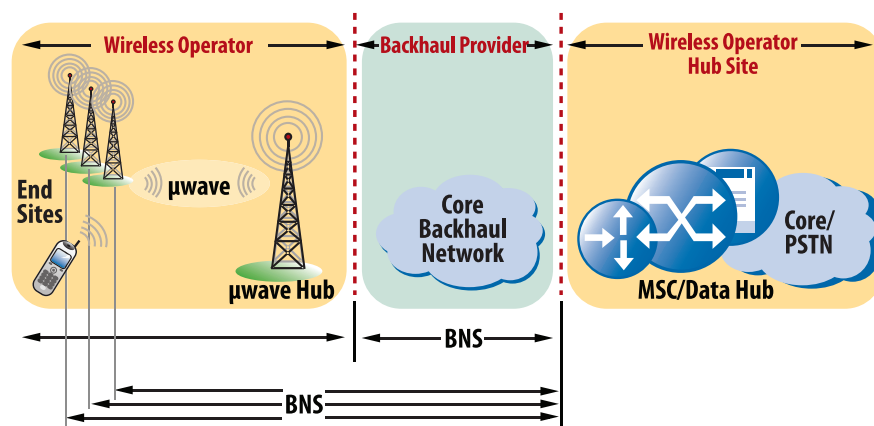 Wireless Operator
Backhaul Provider
Wireless Operator
Hub Site
End
Sites
µwave
µwave Hub
Core
Backhaul
Network
Core/
PSTN
MSC/Data Hub
BNS
BNS